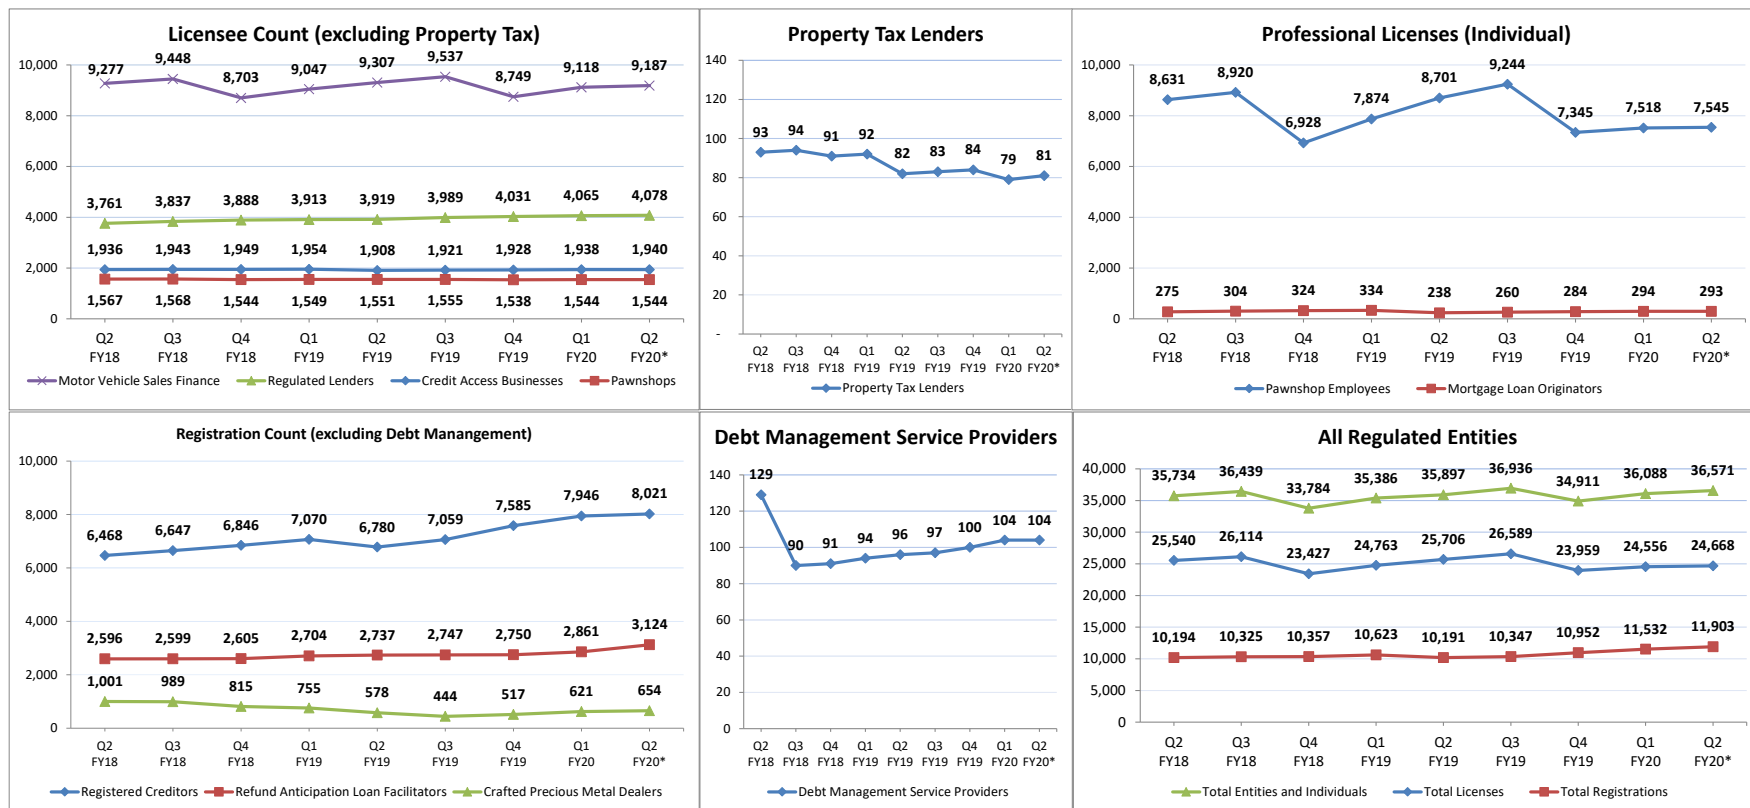 Licensee Count (excluding Property Tax)
10,000
8,000
6,000
4,000
2,000
0
9,277 9,448 8,703 9,047 9,307 9,537 8,749 9,118 9,187
3,761 3,837 3,888 3,913 3,919 3,989 4,031 4,065 4,078
1,936 1,943 1,949 1,954 1,908 1,921 1,928 1,938 1,940
1,567 1,568 1,544 1,549 1,551 1,555 1,538 1,544 1,544
Q2 Q3 Q4 Q1 Q2 Q3 Q4 Q1 Q2
FY18 FY18 FY18 FY19 FY19 FY19 FY19 FY20 FY20*
Motor Vehicle Sales Finance Regulated Lenders Credit Access Businesses Pawnshops
Property Tax Lenders
140
120
100
80
60
40
20
-
93 94 91 92 82 83 84 79 81
Q2 Q3 Q4 Q1 Q2 Q3 Q4 Q1 Q2
FY18 FY18 FY18 FY19 FY19 FY19 FY19 FY20 FY20*
Property Tax Lenders
Professional Licenses (Individual)
10,000
8,000
6,000
4,000
2,000
0
8,631 8,920 6,928 7,874 8,701 9,244 7,345 7,518 7,545
275 304 324 334 238 260 284 294 293
Q2 Q3 Q4 Q1 Q2 Q3 Q4 Q1 Q2
FY18 FY18 FY18 FY19 FY19 FY19 FY19 FY20 FY20*
Pawnshop Employees Mortgage Loan Originators
Registration Count (excluding Debt Manangement)
10,000
8,000
6,000
4,000
2,000
0
6,468 6,647 6,846 7,070 6,780 7,059 7,585 7,946 8,021
2,596 2,599 2,605 2,704 2,737 2,747 2,750 2,861 3,124
1,001 989 815 755 578 444 517 621 654
Q2 Q3 Q4 Q1 Q2 Q3 Q4 Q1 Q2
FY18 FY18 FY18 FY19 FY19 FY19 FY19 FY20 FY20*
Registered Creditors Refund Anticipation Loan Facilitators Crafted Precious Metal Dealers
Debt Management Service Providers
140
120
100
80
60
40
20
0
129 90 91 94 96 97 100 104 104
Q2 Q3 Q4 Q1 Q2 Q3 Q4 Q1 Q2
FY18 FY18 FY18 FY19 FY19 FY19 FY19 FY20 FY20*
Debt Management Service Providers
All Regulated Entities
40,000
35,000
30,000
25,000
20,000
15,000
10,000
5,000
0
35,734 36,439 33,784 35,386 35,897 36,936 34,911 36,088 36,571
25,540 26,114 23,427 24,763 25,706 26,589 23,959 24,556 24,668
10,194 10,325 10,357 10,623 10,191 10,347 10,952 11,532 11,903
Q2 Q3 Q4 Q1 Q2 Q3 Q4 Q1 Q2
FY18 FY18 FY18 FY19 FY19 FY19 FY19 FY20 FY20*
Total Entities and Individuals Total Licenses Total Registrations